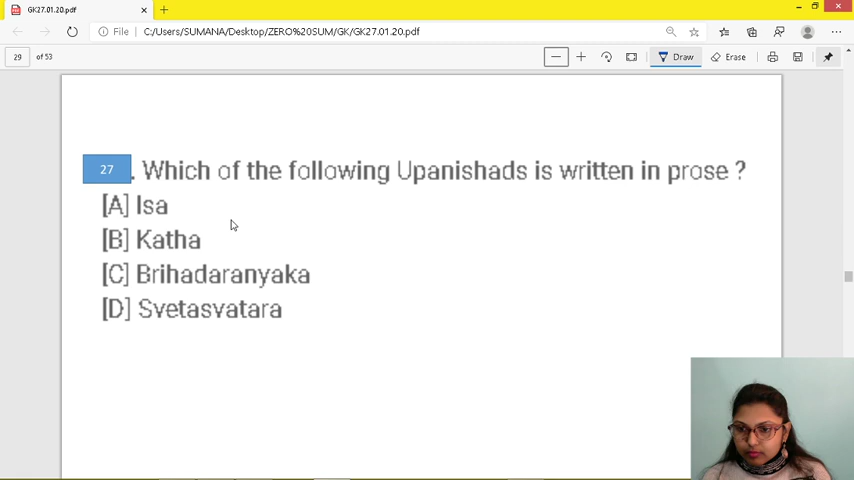 GK27.01.20.pdf
File C:/Users/SUMANA/Desktop/ZERO%20SUM/GK/GK27.01.20.pdf
29 of 53 Draw Erase
27 . Which of the following Upanishads is written in prose ?
[A] Isa
[B] Katha
[C] Brihadaranyaka
[D] Svetasvatara